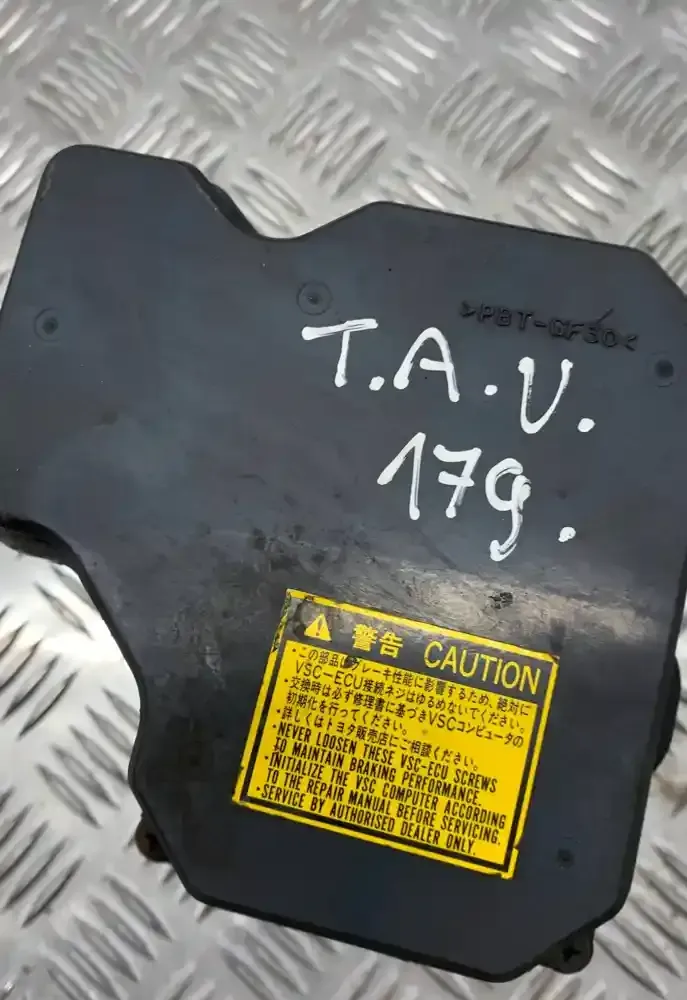 >PBT-GF30<
T.A.V.
17g.
警告 CAUTION
・この部品はブレーキ性能に影響するため、絶対に
VSC-ECU接続ネジはゆるめないでください。
・交換時は必ず修理書に基づきVSCコンピュータの
初期化を行ってください。
詳しくはトヨタ販売店にご相談ください。
・NEVER LOOSEN THESE VSC-ECU SCREWS
TO MAINTAIN BRAKING PERFORMANCE.
・INITIALIZE THE VSC COMPUTER ACCORDING
TO THE REPAIR MANUAL BEFORE SERVICING.
・SERVICE BY AUTHORISED DEALER ONLY.